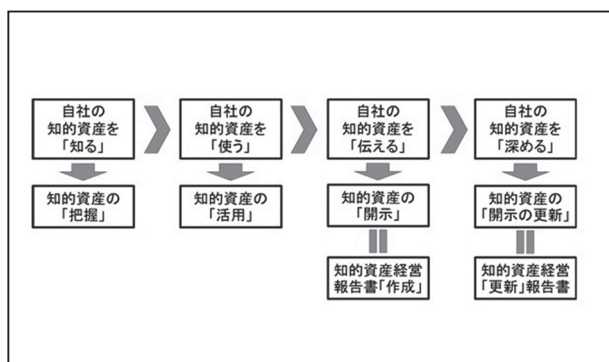 自社の
知的資産を
「知る」
自社の
知的資産を
「使う」
自社の
知的資産を
「伝える」
自社の
知的資産を
「深める」
知的資産の
「把握」
知的資産の
「活用」
知的資産の
「開示」
知的資産の
「開示の更新」
知的資産経営
報告書「作成」
知的資産経営
「更新」報告書